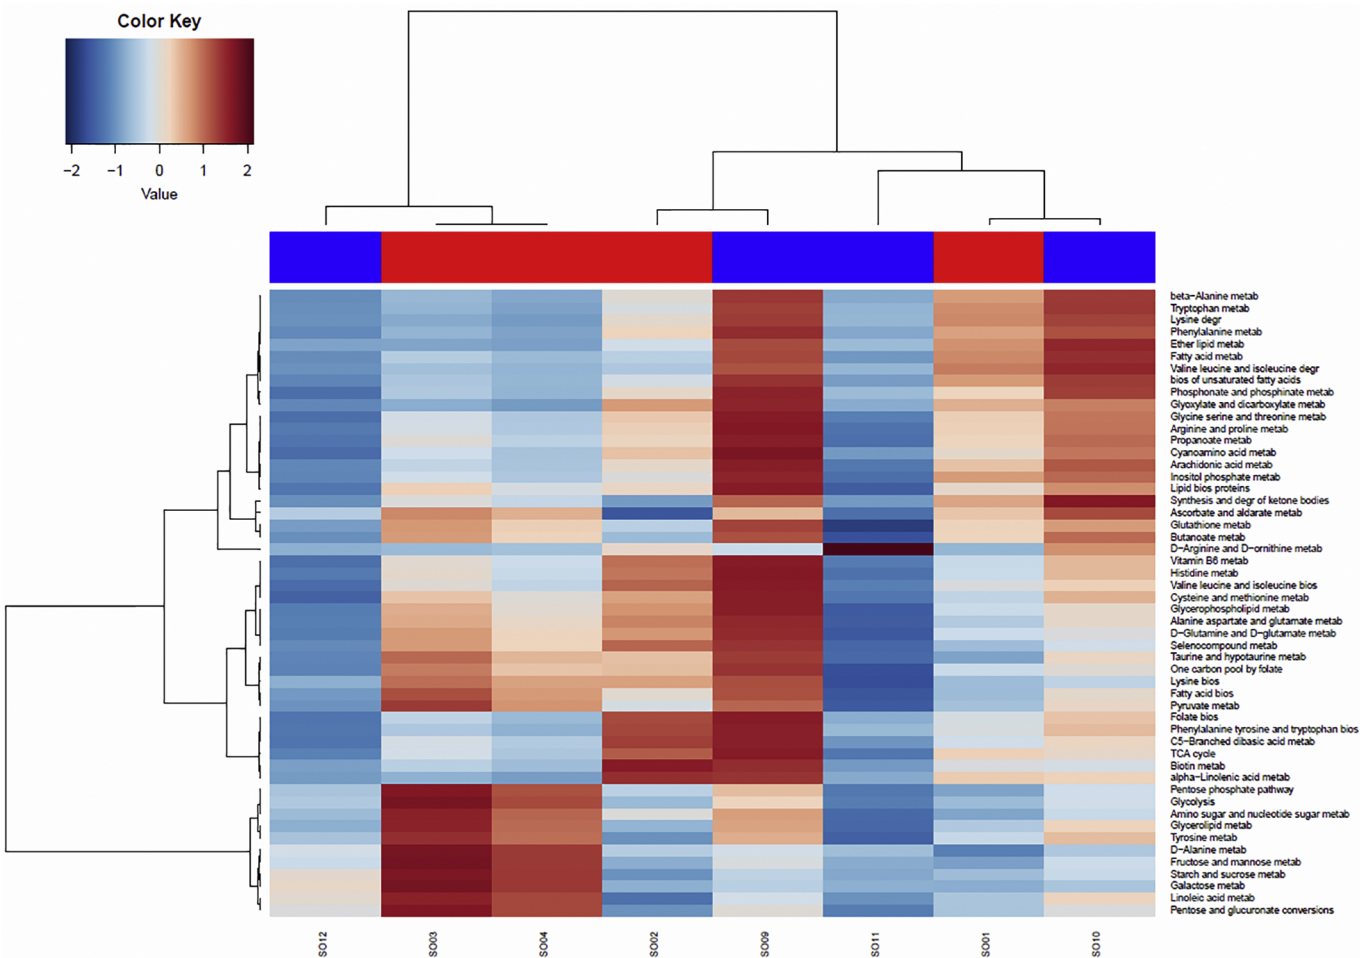 Color Key
−2 −1 0 1 2
Value
beta−Alanine metab
Tryptophan metab
Lysine degr
Phenylalanine metab
Ether lipid metab
Fatty acid metab
Valine leucine and isoleucine degr
bios of unsaturated fatty acids
Phosphonate and phosphinate metab
Glyoxylate and dicarboxylate metab
Glycine serine and threonine metab
Arginine and proline metab
Propanoate metab
Cyanoamino acid metab
Arachidonic acid metab
Inositol phosphate metab
Lipid bios proteins
Synthesis and degr of ketone bodies
Ascorbate and aldarate metab
Glutathione metab
Butanoate metab
D−Arginine and D−ornithine metab
Vitamin B6 metab
Histidine metab
Valine leucine and isoleucine bios
Cysteine and methionine metab
Glycerophospholipid metab
Alanine aspartate and glutamate metab
D−Glutamine and D−glutamate metab
Selenocompound metab
Taurine and hypotaurine metab
One carbon pool by folate
Lysine bios
Fatty acid bios
Pyruvate metab
Folate bios
Phenylalanine tyrosine and tryptophan bios
C5−Branched dibasic acid metab
TCA cycle
Biotin metab
alpha−Linolenic acid metab
Pentose phosphate pathway
Glycolysis
Amino sugar and nucleotide sugar metab
Glycerolipid metab
Tyrosine metab
D−Alanine metab
Fructose and mannose metab
Starch and sucrose metab
Galactose metab
Linoleic acid metab
Pentose and glucuronate conversions
SO12 SO03 SO04 SO02 SO09 SO11 SO01 SO10